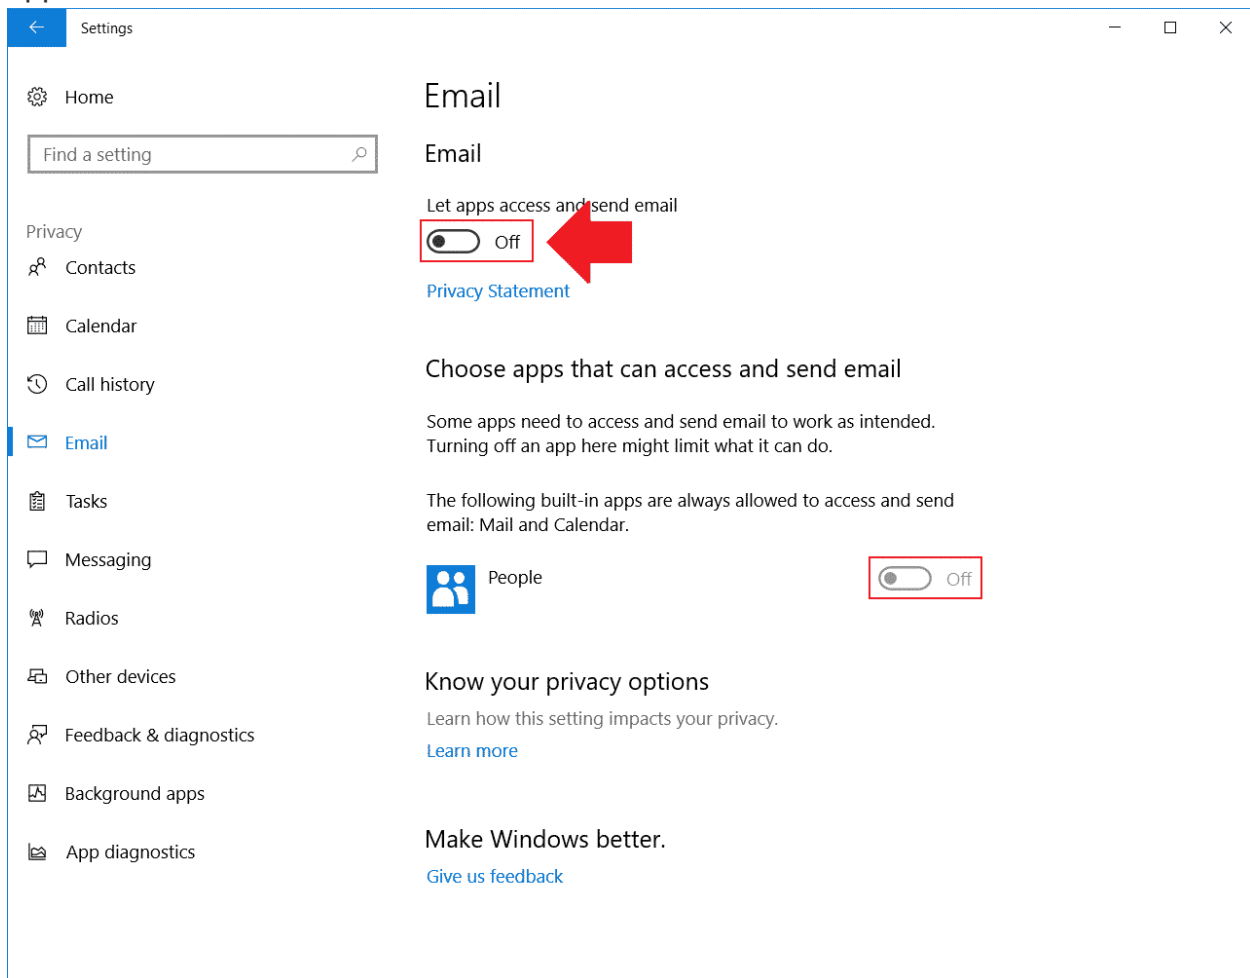 Settings
Home
Find a setting
Privacy
Contacts
Calendar
Call history
Email
Tasks
Messaging
Radios
Other devices
Feedback & diagnostics
Background apps
App diagnostics
Email
Email
Let apps access and send email
Off
Privacy Statement
Choose apps that can access and send email
Some apps need to access and send email to work as intended.
Turning off an app here might limit what it can do.
The following built-in apps are always allowed to access and send
email: Mail and Calendar.
People
Off
Know your privacy options
Learn how this setting impacts your privacy.
Learn more
Make Windows better.
Give us feedback